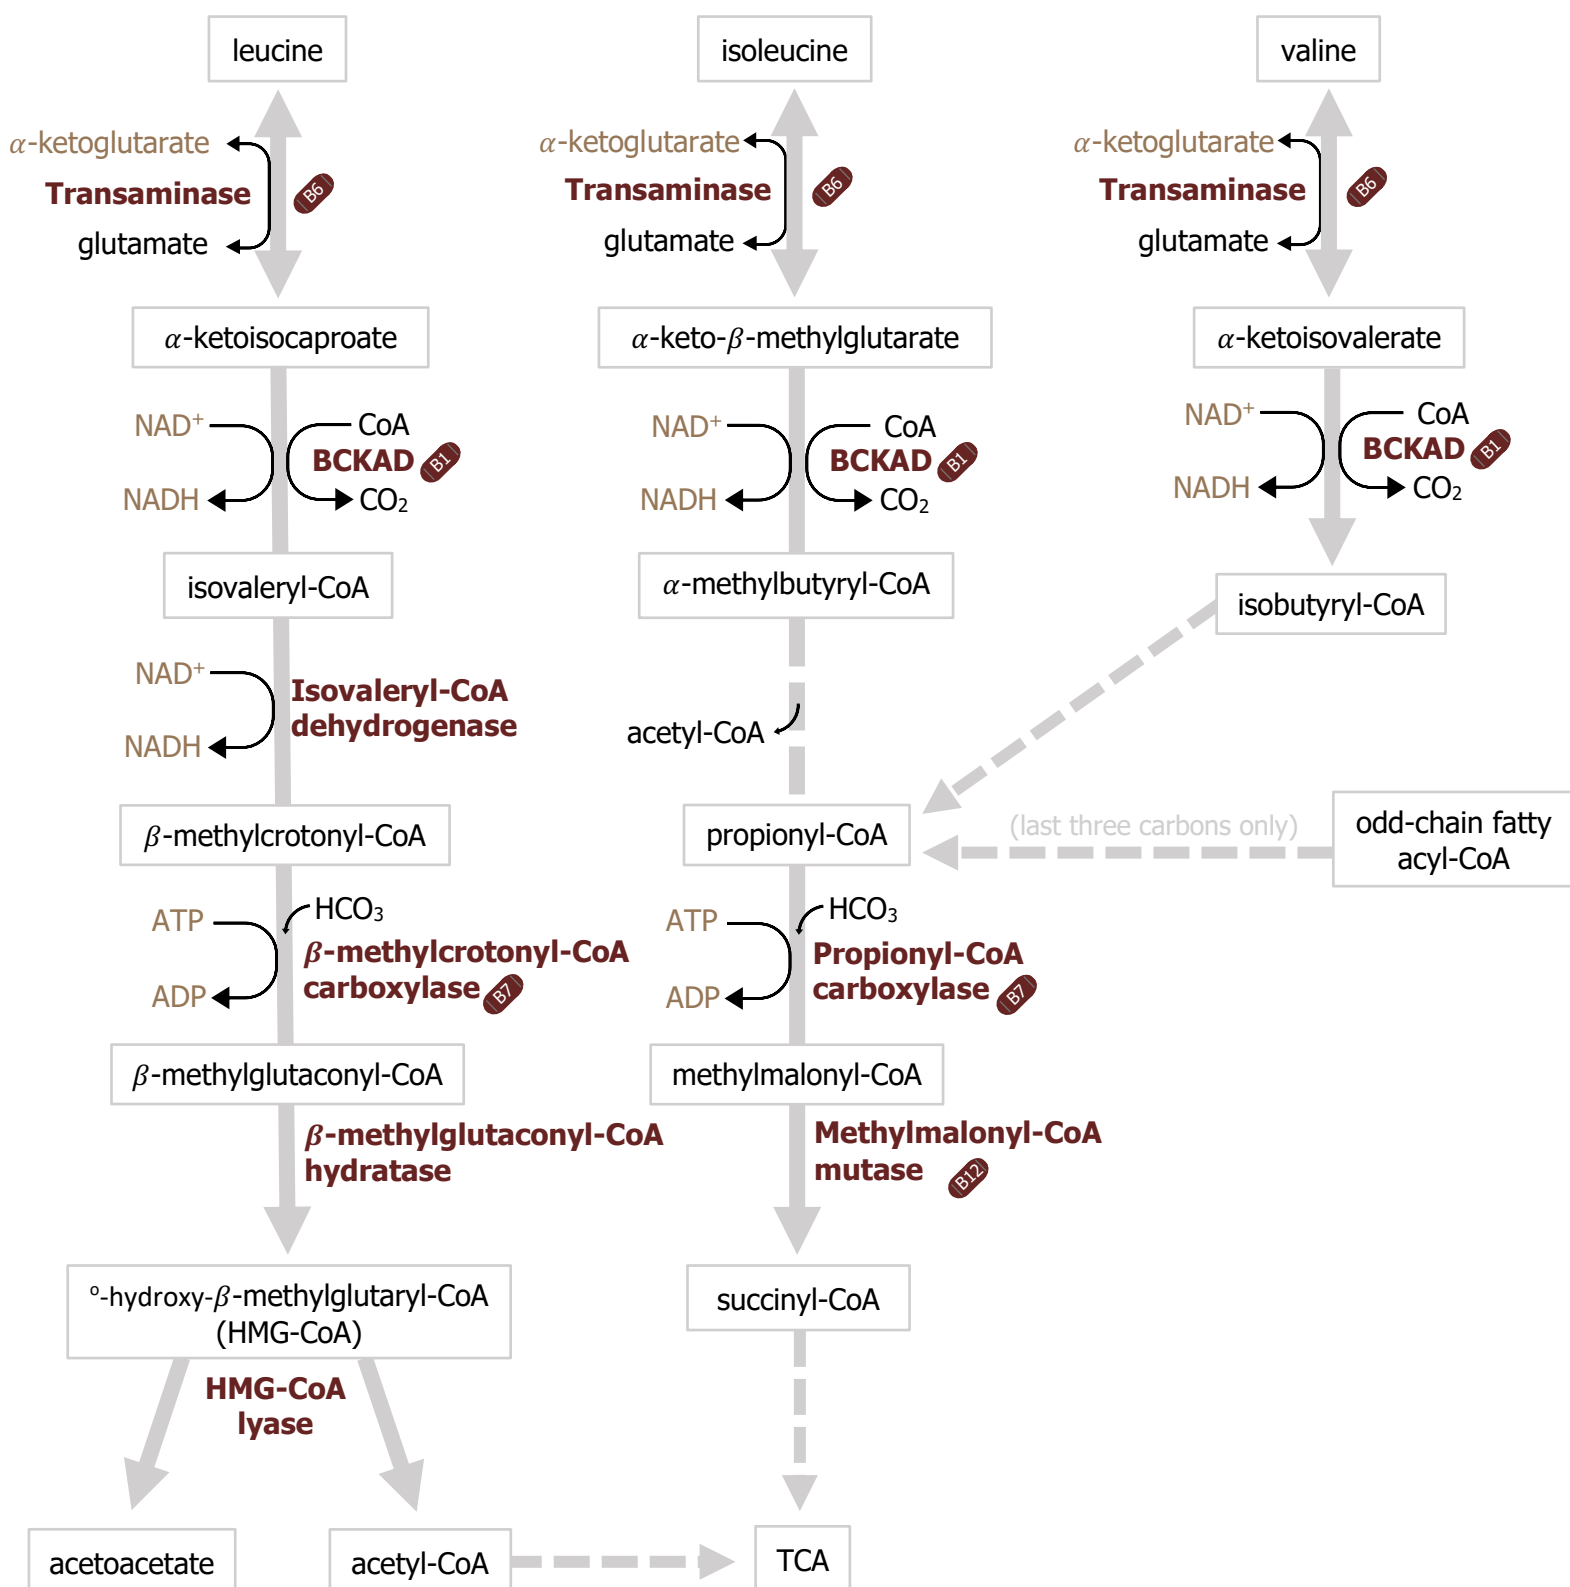 leucine
isoleucine
valine
α-ketoglutarate
α-ketoglutarate
α-ketoglutarate
Transaminase
B6
Transaminase
B6
Transaminase
B6
glutamate
glutamate
glutamate
α-ketoisocaproate
α-keto-β-methylglutarate
α-ketoisovalerate
NAD⁺
CoA
BCKAD
B1
NADH
CO₂
NAD⁺
CoA
BCKAD
B1
NADH
CO₂
NAD⁺
CoA
BCKAD
B1
NADH
CO₂
isovaleryl-CoA
α-methylbutyryl-CoA
isobutyryl-CoA
NAD⁺
Isovaleryl-CoA
dehydrogenase
NADH
acetyl-CoA
β-methylcrotonyl-CoA
propionyl-CoA
(last three carbons only)
odd-chain fatty
acyl-CoA
ATP
HCO₃
β-methylcrotonyl-CoA
carboxylase
B7
ADP
ATP
HCO₃
Propionyl-CoA
carboxylase
B7
ADP
β-methylglutaconyl-CoA
methylmalonyl-CoA
β-methylglutaconyl-CoA
hydratase
Methylmalonyl-CoA
mutase
B12
º-hydroxy-β-methylglutaryl-CoA
(HMG-CoA)
succinyl-CoA
HMG-CoA
lyase
acetoacetate
acetyl-CoA
TCA